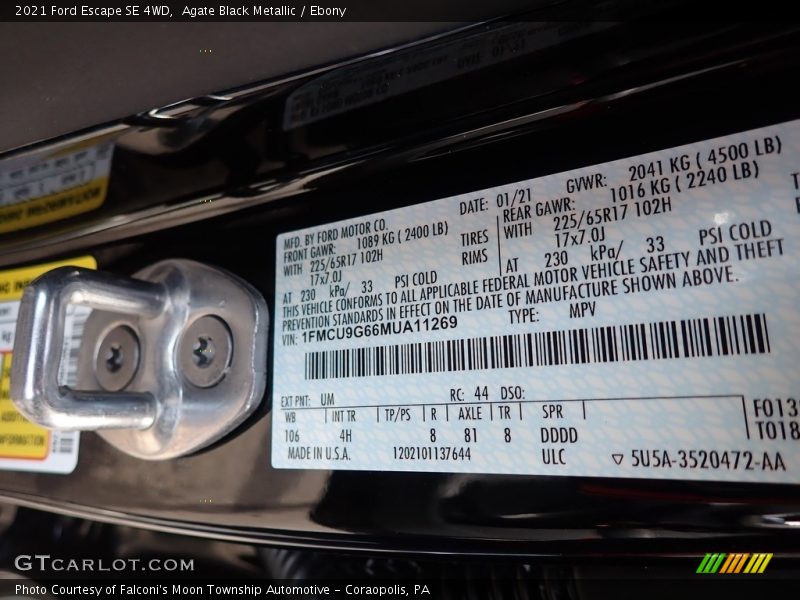 2021 Ford Escape SE 4WD,  Agate Black Metallic / Ebony
MFD. BY FORD MOTOR CO. DATE: 01/21 GVWR: 2041 KG ( 4500 LB)
FRONT GAWR: 1089 KG ( 2400 LB) REAR GAWR: 1016 KG ( 2240 LB)
WITH 225/65R17 102H TIRES WITH 225/65R17 102H
17x7.0J RIMS 17x7.0J
AT 230 kPa/ 33 PSI COLD AT 230 kPa/ 33 PSI COLD
THIS VEHICLE CONFORMS TO ALL APPLICABLE FEDERAL MOTOR VEHICLE SAFETY AND THEFT
PREVENTION STANDARDS IN EFFECT ON THE DATE OF MANUFACTURE SHOWN ABOVE.
VIN: 1FMCU9G66MUA11269 TYPE: MPV
EXT PNT: UM RC: 44 DSO:
WB INT TR TP/PS R AXLE TR SPR F013
106 4H 8 81 8 DDDD T018
MADE IN U.S.A. 1202101137644 ULC ▽ 5U5A-3520472-AA
GTCARLOT.COM
Photo Courtesy of Falconi's Moon Township Automotive - Coraopolis, PA